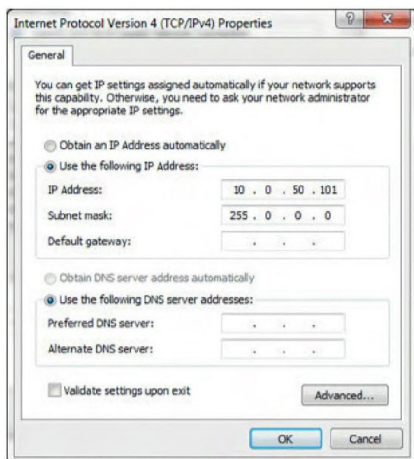 Internet Protocol Version 4 (TCP/IPv4) Properties
? X
General
You can get IP settings assigned automatically if your network supports
this capability. Otherwise, you need to ask your network administrator
for the appropriate IP settings.
Obtain an IP Address automatically
Use the following IP Address:
IP Address: 10 . 0 . 50 . 101
Subnet mask: 255 . 0 . 0 . 0
Default gateway: . . .
Obtain DNS server address automatically
Use the following DNS server addresses:
Preferred DNS server: . . .
Alternate DNS server: . . .
Validate settings upon exit
Advanced...
OK Cancel